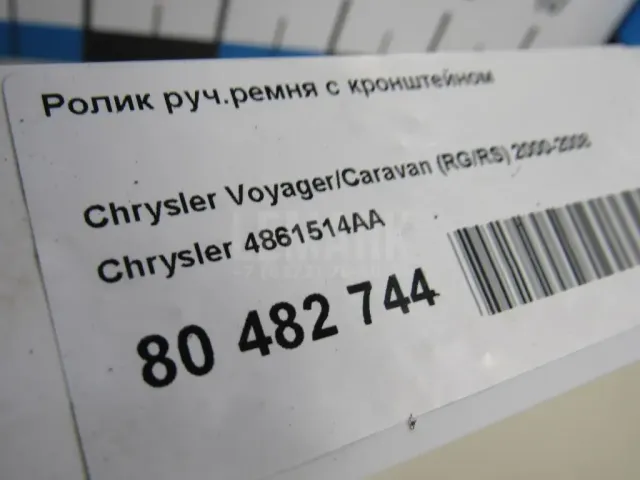 Ролик руч.ремня с кронштейном
Chrysler Voyager/Caravan (RG/RS) 2000-2008
Chrysler 4861514AA
80 482 744